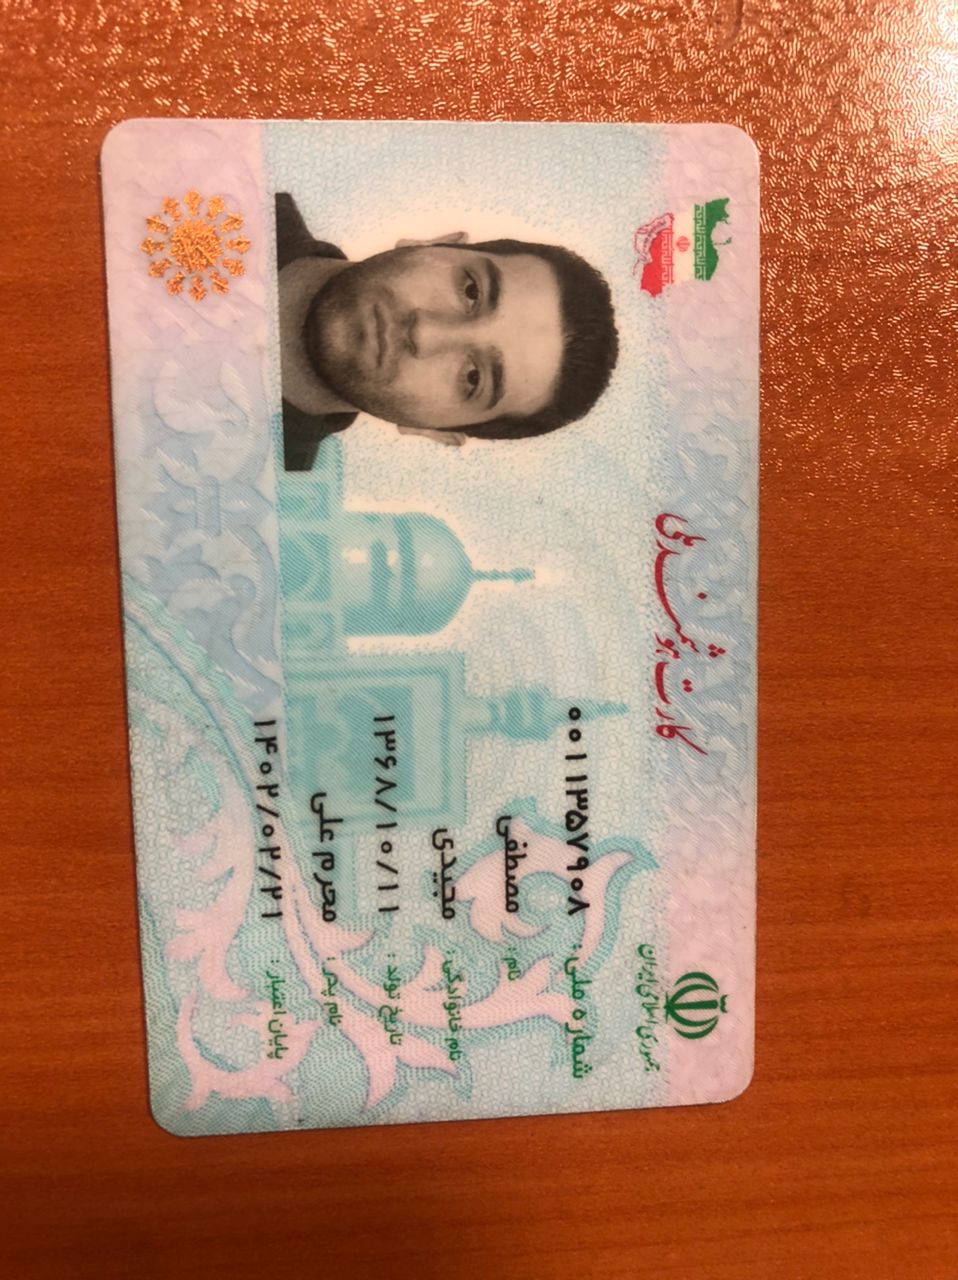 جمهوری اسلامی ایران
کارت هوشمند ملی
شماره ملی: ۰۰۱۱۳۵۷۹۰۸
نام: مصطفی
نام خانوادگی: مجیدی
تاریخ تولد: ۱۳۶۸/۱۰/۱۱
نام پدر: محرم علی
پایان اعتبار: ۱۴۰۲/۰۲/۲۱